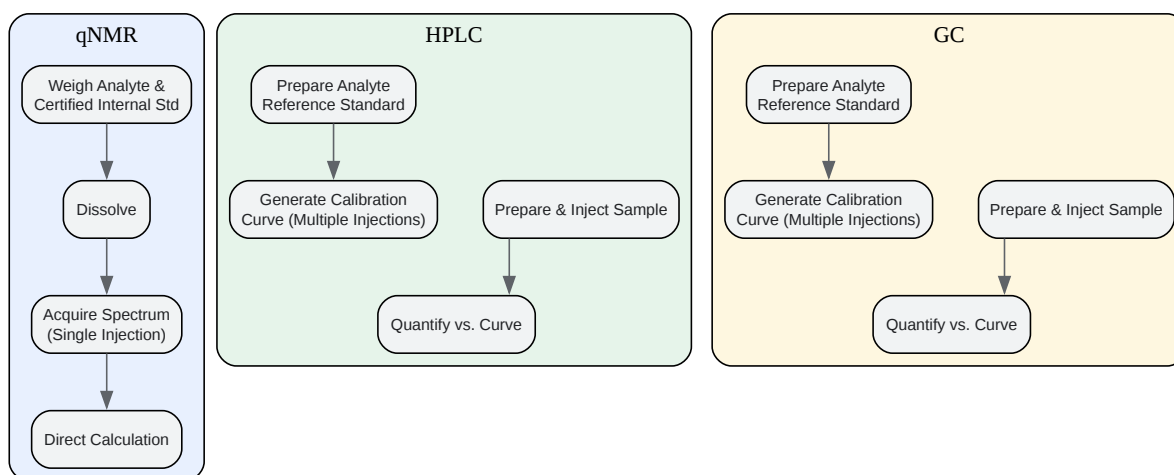 qNMR
Weigh Analyte &
Certified Internal Std
Dissolve
Acquire Spectrum
(Single Injection)
Direct Calculation
HPLC
Prepare Analyte
Reference Standard
Generate Calibration
Curve (Multiple Injections)
Prepare & Inject Sample
Quantify vs. Curve
GC
Prepare Analyte
Reference Standard
Generate Calibration
Curve (Multiple Injections)
Prepare & Inject Sample
Quantify vs. Curve